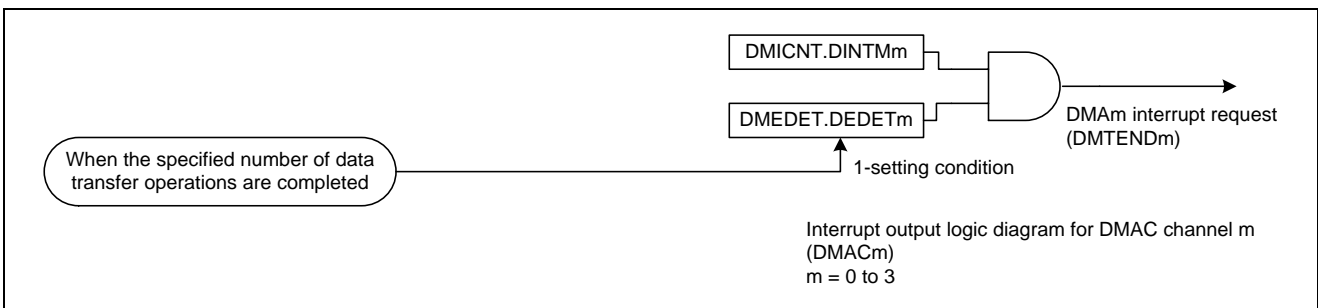 DMICNT.DINTMm
DMEDET.DEDETm
DMAm interrupt request
(DMTENDm)
When the specified number of data
transfer operations are completed
1-setting condition
Interrupt output logic diagram for DMAC channel m
(DMACm)
m = 0 to 3